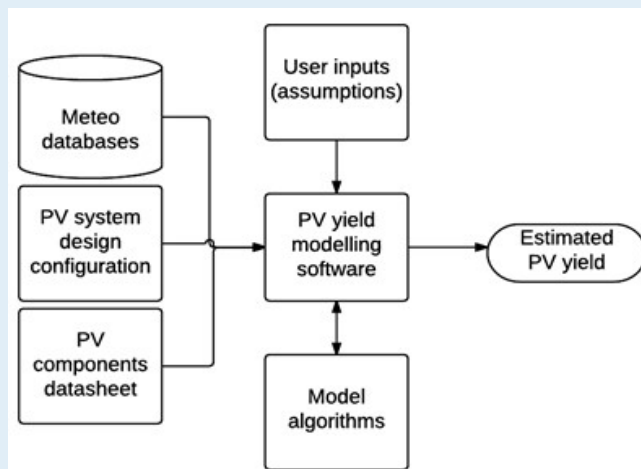 Meteo
databases
PV system
design
configuration
PV
components
datasheet
User inputs
(assumptions)
PV yield
modelling
software
Model
algorithms
Estimated
PV yield